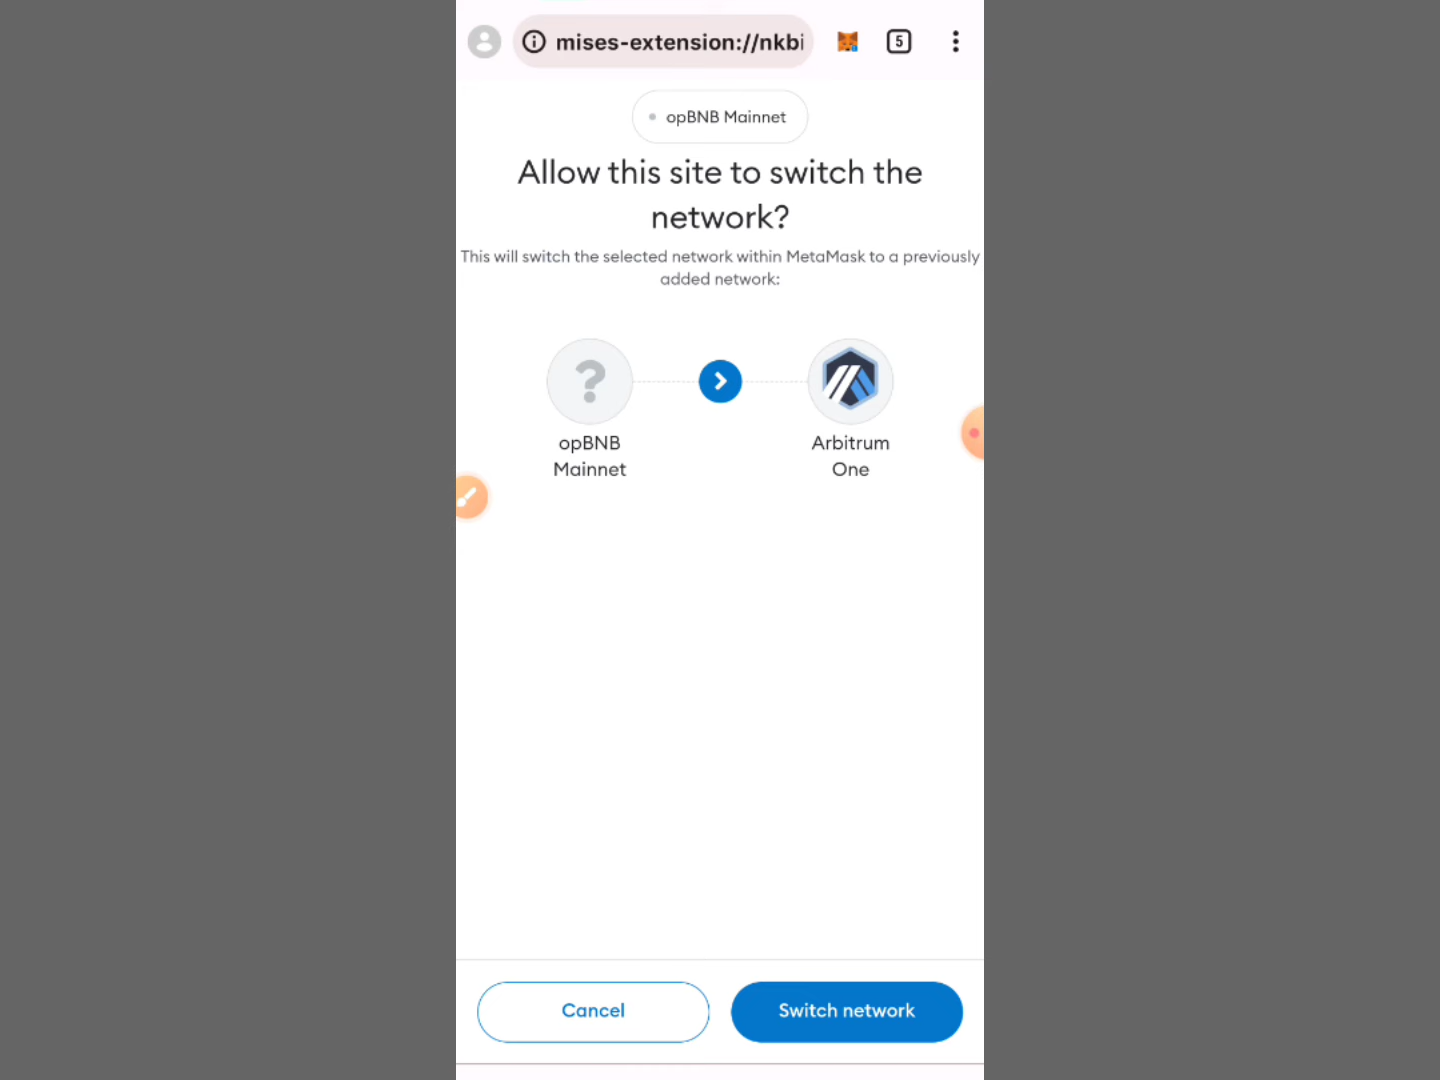 mises-extension://nkbi
5
opBNB Mainnet
Allow this site to switch the
network?
This will switch the selected network within MetaMask to a previously
added network:
?
opBNB
Mainnet
Arbitrum
One
Cancel
Switch network